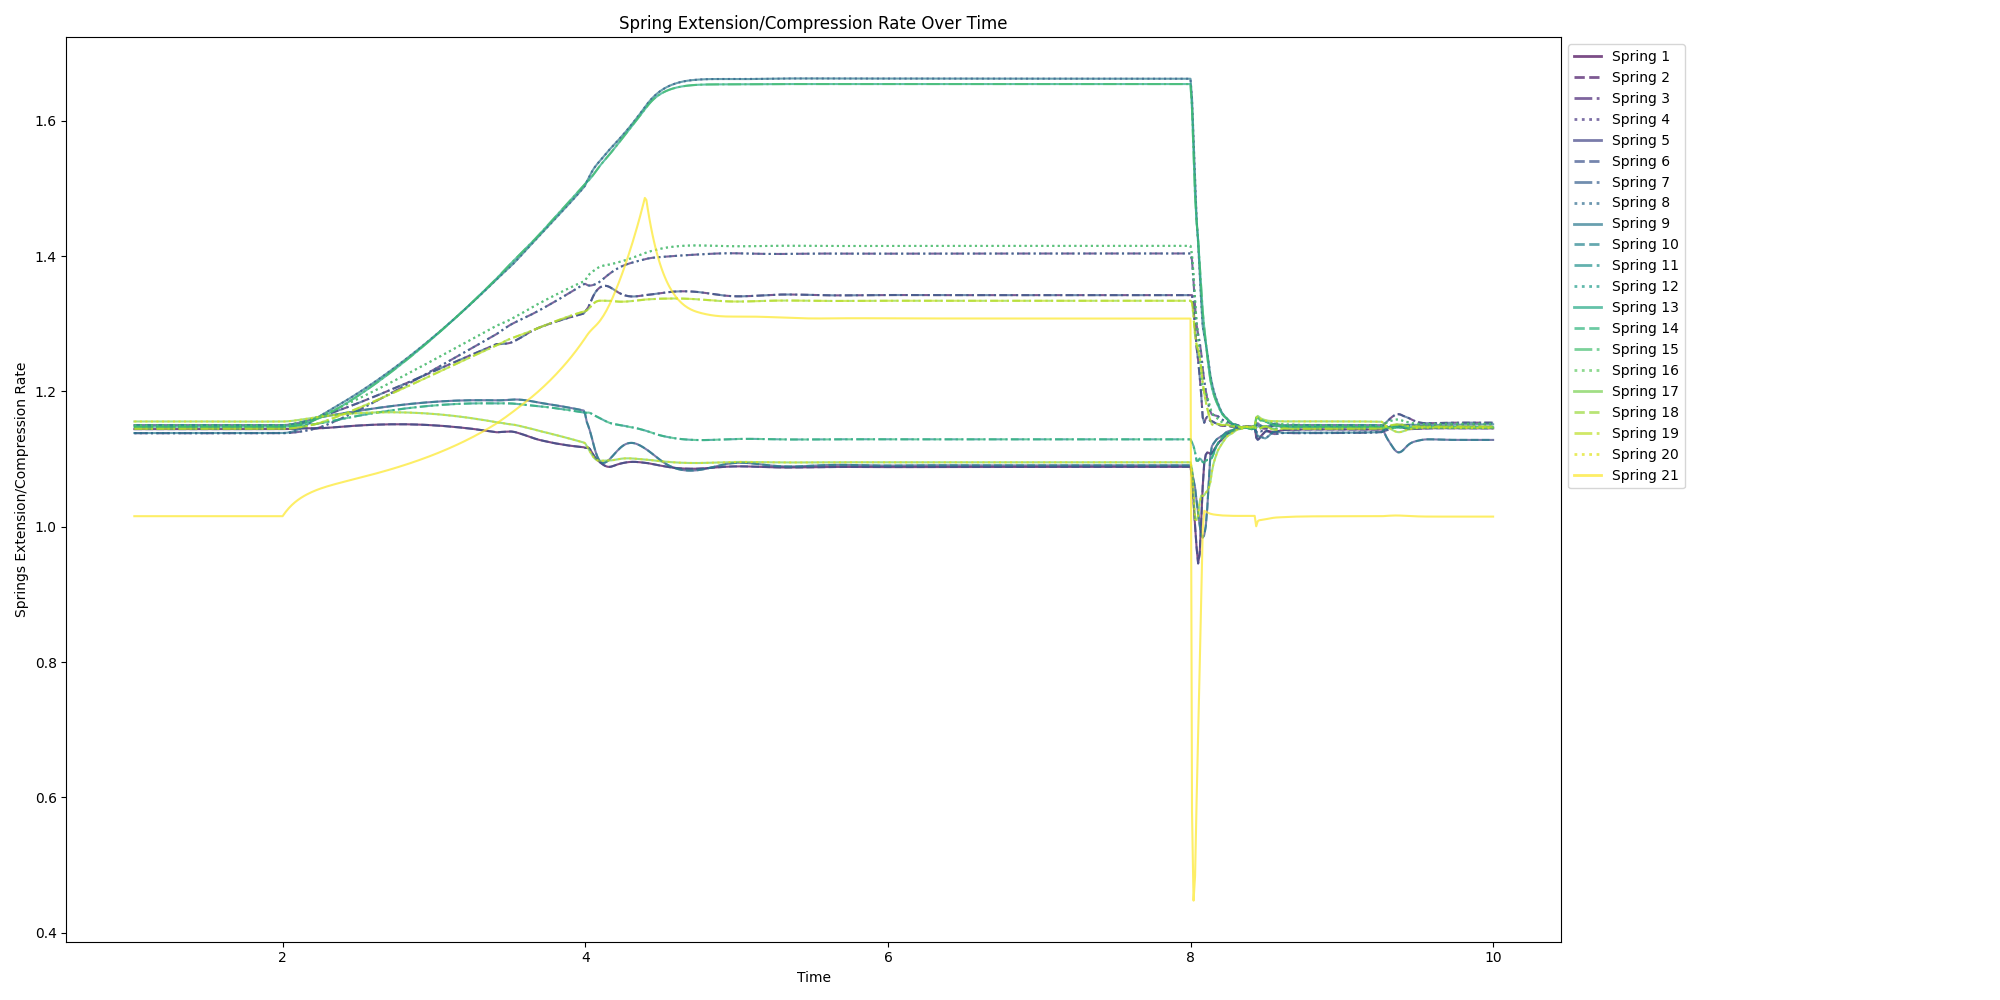 Spring Extension/Compression Rate Over Time
Springs Extension/Compression Rate
1.6
1.4
1.2
1.0
0.8
0.6
0.4
2
4
6
8
10
Time
Spring 1
Spring 2
Spring 3
Spring 4
Spring 5
Spring 6
Spring 7
Spring 8
Spring 9
Spring 10
Spring 11
Spring 12
Spring 13
Spring 14
Spring 15
Spring 16
Spring 17
Spring 18
Spring 19
Spring 20
Spring 21